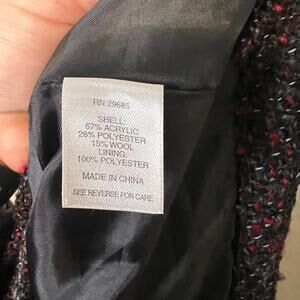 RN 29685
SHELL:
57% ACRYLIC
28% POLYESTER
15% WOOL
LINING:
100% POLYESTER
MADE IN CHINA
SEE REVERSE FOR CARE